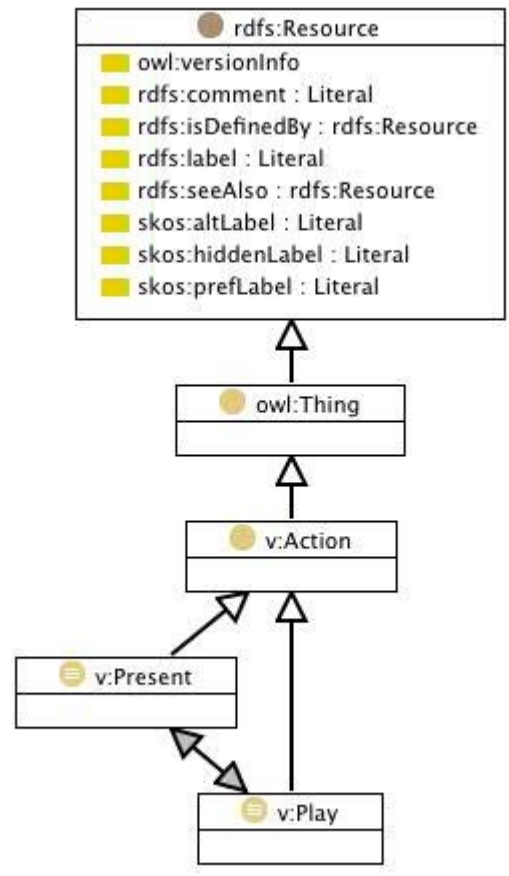 rdfs:Resource
owl:versionInfo
rdfs:comment : Literal
rdfs:isDefinedBy : rdfs:Resource
rdfs:label : Literal
rdfs:seeAlso : rdfs:Resource
skos:altLabel : Literal
skos:hiddenLabel : Literal
skos:prefLabel : Literal
owl:Thing
v:Action
v:Present
v:Play